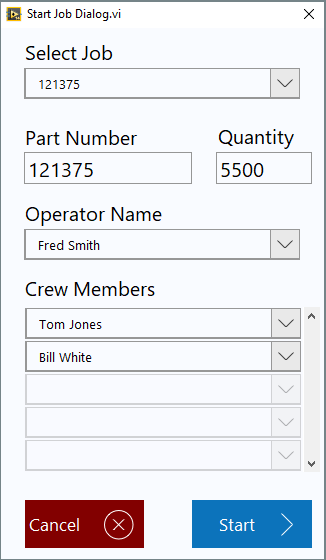 Start Job Dialog.vi
Select Job
121375
Part Number Quantity
121375 5500
Operator Name
Fred Smith
Crew Members
Tom Jones
Bill White
Cancel Start